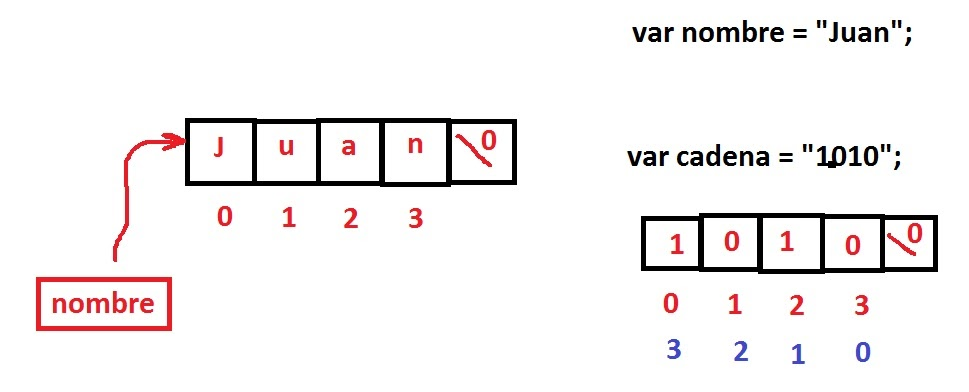 var nombre = "Juan";
J u a n \0
0 1 2 3
nombre
var cadena = "1010";
1 0 1 0 \0
0 1 2 3
3 2 1 0